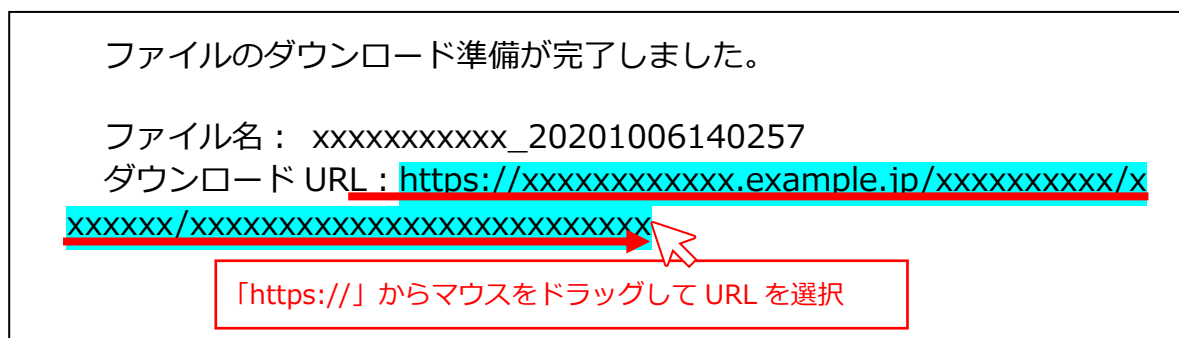 ファイルのダウンロード準備が完了しました。
ファイル名： xxxxxxxxxxx_20201006140257
ダウンロード URL：https://xxxxxxxxxxxx.example.jp/xxxxxxxxxx/x
xxxxxx/xxxxxxxxxxxxxxxxxxxxxxxxxx
「https://」からマウスをドラッグして URL を選択